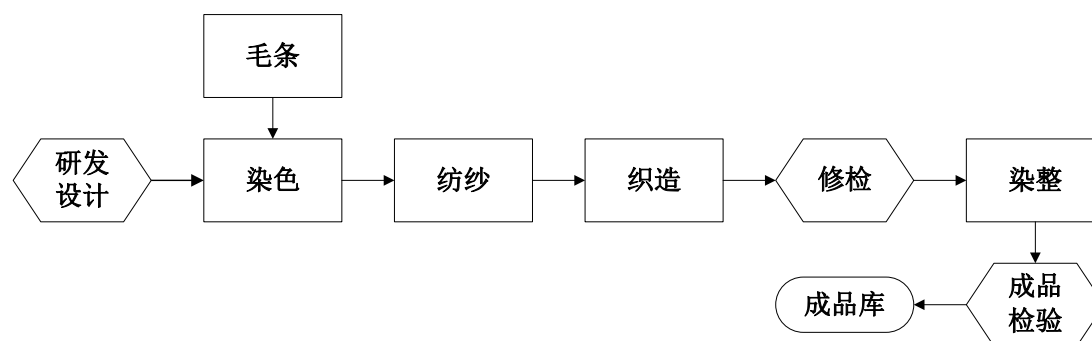 毛条
研发
设计
染色
纺纱
织造
修检
染整
成品库
成品
检验